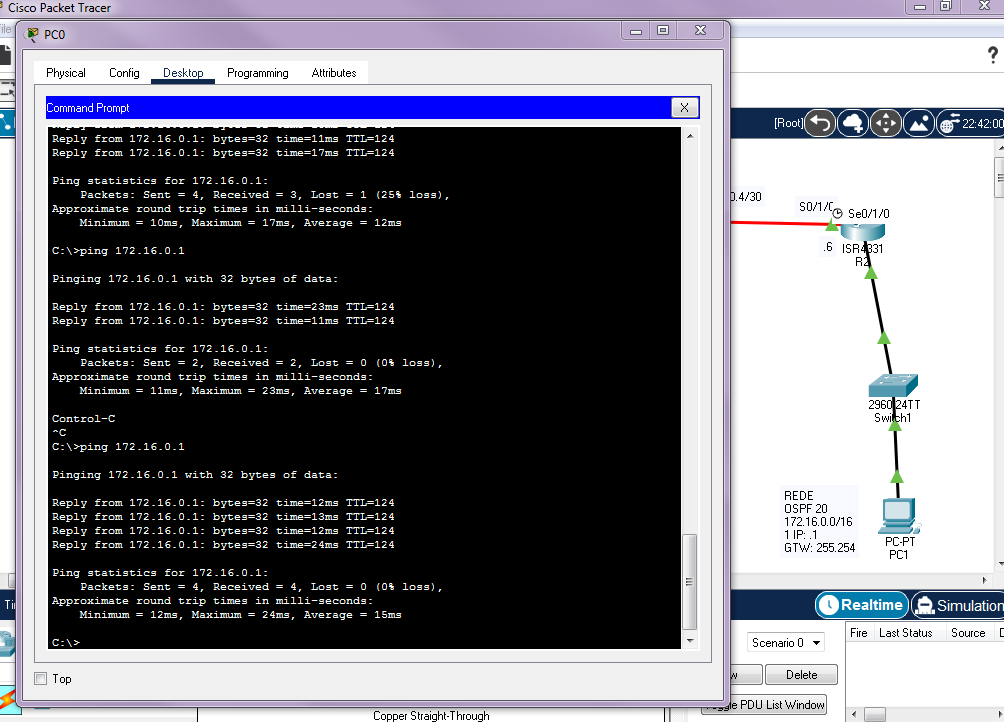 Cisco Packet Tracer
PC0
Physical Config Desktop Programming Attributes
Command Prompt
X
Reply from 172.16.0.1: bytes=32 time=11ms TTL=124
Reply from 172.16.0.1: bytes=32 time=17ms TTL=124
Ping statistics for 172.16.0.1:
Packets: Sent = 4, Received = 3, Lost = 1 (25% loss),
Approximate round trip times in milli-seconds:
Minimum = 10ms, Maximum = 17ms, Average = 12ms
C:\>ping 172.16.0.1
Pinging 172.16.0.1 with 32 bytes of data:
Reply from 172.16.0.1: bytes=32 time=23ms TTL=124
Reply from 172.16.0.1: bytes=32 time=11ms TTL=124
Ping statistics for 172.16.0.1:
Packets: Sent = 2, Received = 2, Lost = 0 (0% loss),
Approximate round trip times in milli-seconds:
Minimum = 11ms, Maximum = 23ms, Average = 17ms
Control-C
^C
C:\>ping 172.16.0.1
Pinging 172.16.0.1 with 32 bytes of data:
Reply from 172.16.0.1: bytes=32 time=12ms TTL=124
Reply from 172.16.0.1: bytes=32 time=13ms TTL=124
Reply from 172.16.0.1: bytes=32 time=12ms TTL=124
Reply from 172.16.0.1: bytes=32 time=24ms TTL=124
Ping statistics for 172.16.0.1:
Packets: Sent = 4, Received = 4, Lost = 0 (0% loss),
Approximate round trip times in milli-seconds:
Minimum = 12ms, Maximum = 24ms, Average = 15ms
C:\>
Top
?
[Root] 22:42:00
0.4/30
S0/1/0
Se0/1/0
.6
ISR4331
R2
2960 24TT
Switch1
REDE
OSPF 20
172.16.0.0/16
1 IP: .1
GTW: 255.254
PC-PT
PC1
Realtime Simulation
Scenario 0
Fire Last Status Source
Delete
PDU List Window
Copper Straight-Through